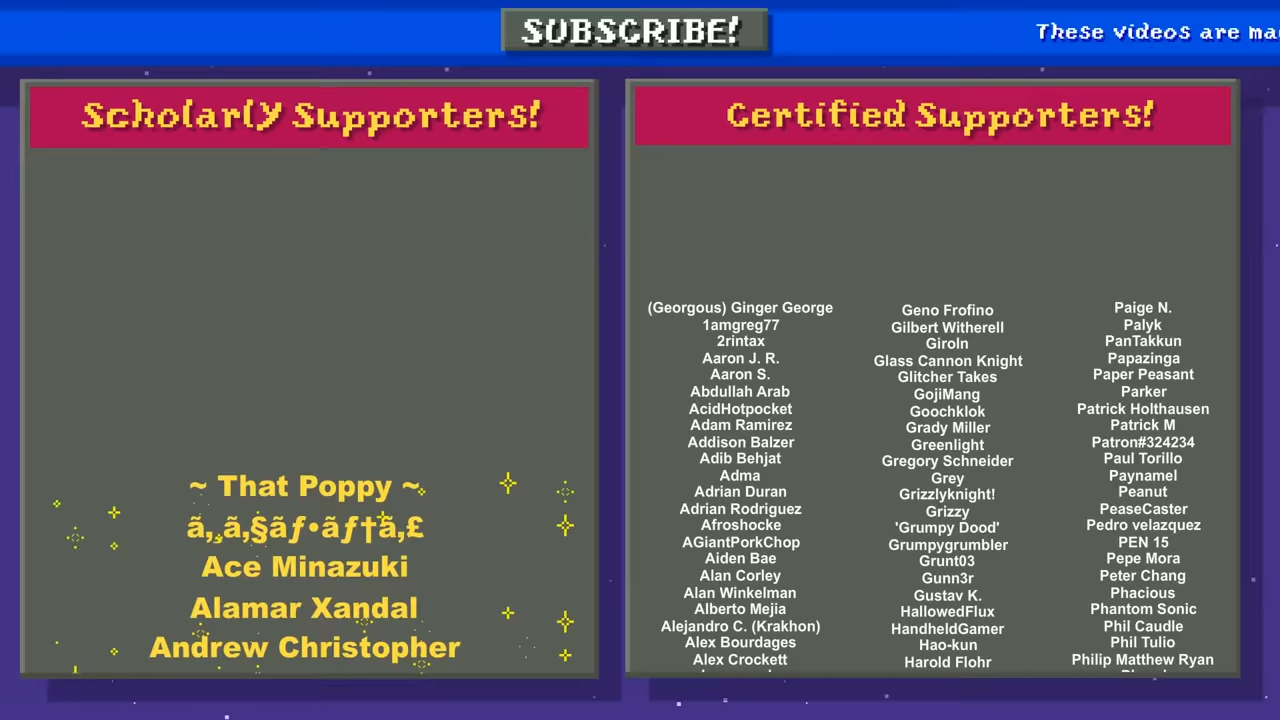 SUBSCRIBE!
These videos are ma
Scholarly Supporters!
~ That Poppy ~
ã‚¸ã‚§ãƒ•ãƒ†ã‚£
Ace Minazuki
Alamar Xandal
Andrew Christopher
Certified Supporters!
(Georgous) Ginger George
1amgreg77
2rintax
Aaron J. R.
Aaron S.
Abdullah Arab
AcidHotpocket
Adam Ramirez
Addison Balzer
Adib Behjat
Adma
Adrian Duran
Adrian Rodriguez
Afroshocke
AGiantPorkChop
Aiden Bae
Alan Corley
Alan Winkelman
Alberto Mejia
Alejandro C. (Krakhon)
Alex Bourdages
Alex Crockett
Geno Frofino
Gilbert Witherell
Giroln
Glass Cannon Knight
Glitcher Takes
GojiMang
Goochklok
Grady Miller
Greenlight
Gregory Schneider
Grey
Grizzlyknight!
Grizzy
'Grumpy Dood'
Grumpygrumbler
Grunt03
Gunn3r
Gustav K.
HallowedFlux
HandheldGamer
Hao-kun
Harold Flohr
Paige N.
Palyk
PanTakkun
Papazinga
Paper Peasant
Parker
Patrick Holthausen
Patrick M
Patron#324234
Paul Torillo
Paynamel
Peanut
PeaseCaster
Pedro velazquez
PEN 15
Pepe Mora
Peter Chang
Phacious
Phantom Sonic
Phil Caudle
Phil Tulio
Philip Matthew Ryan